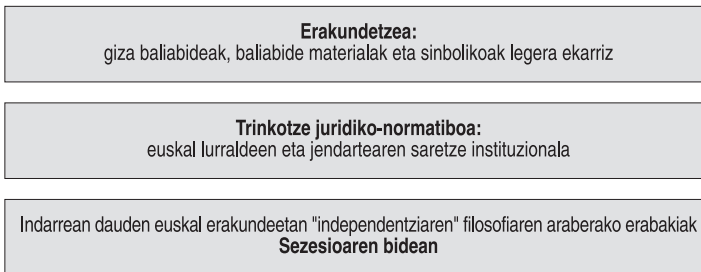 Erakundetzea:
giza baliabideak, baliabide materialak eta sinbolikoak legera ekarriz
Trinkotze juridiko-normatiboa:
euskal lurraldeen eta jendartearen saretze instituzionala
Indarrean dauden euskal erakundeetan "independentziaren" filosofiaren araberako erabakiak
Sezesioaren bidean